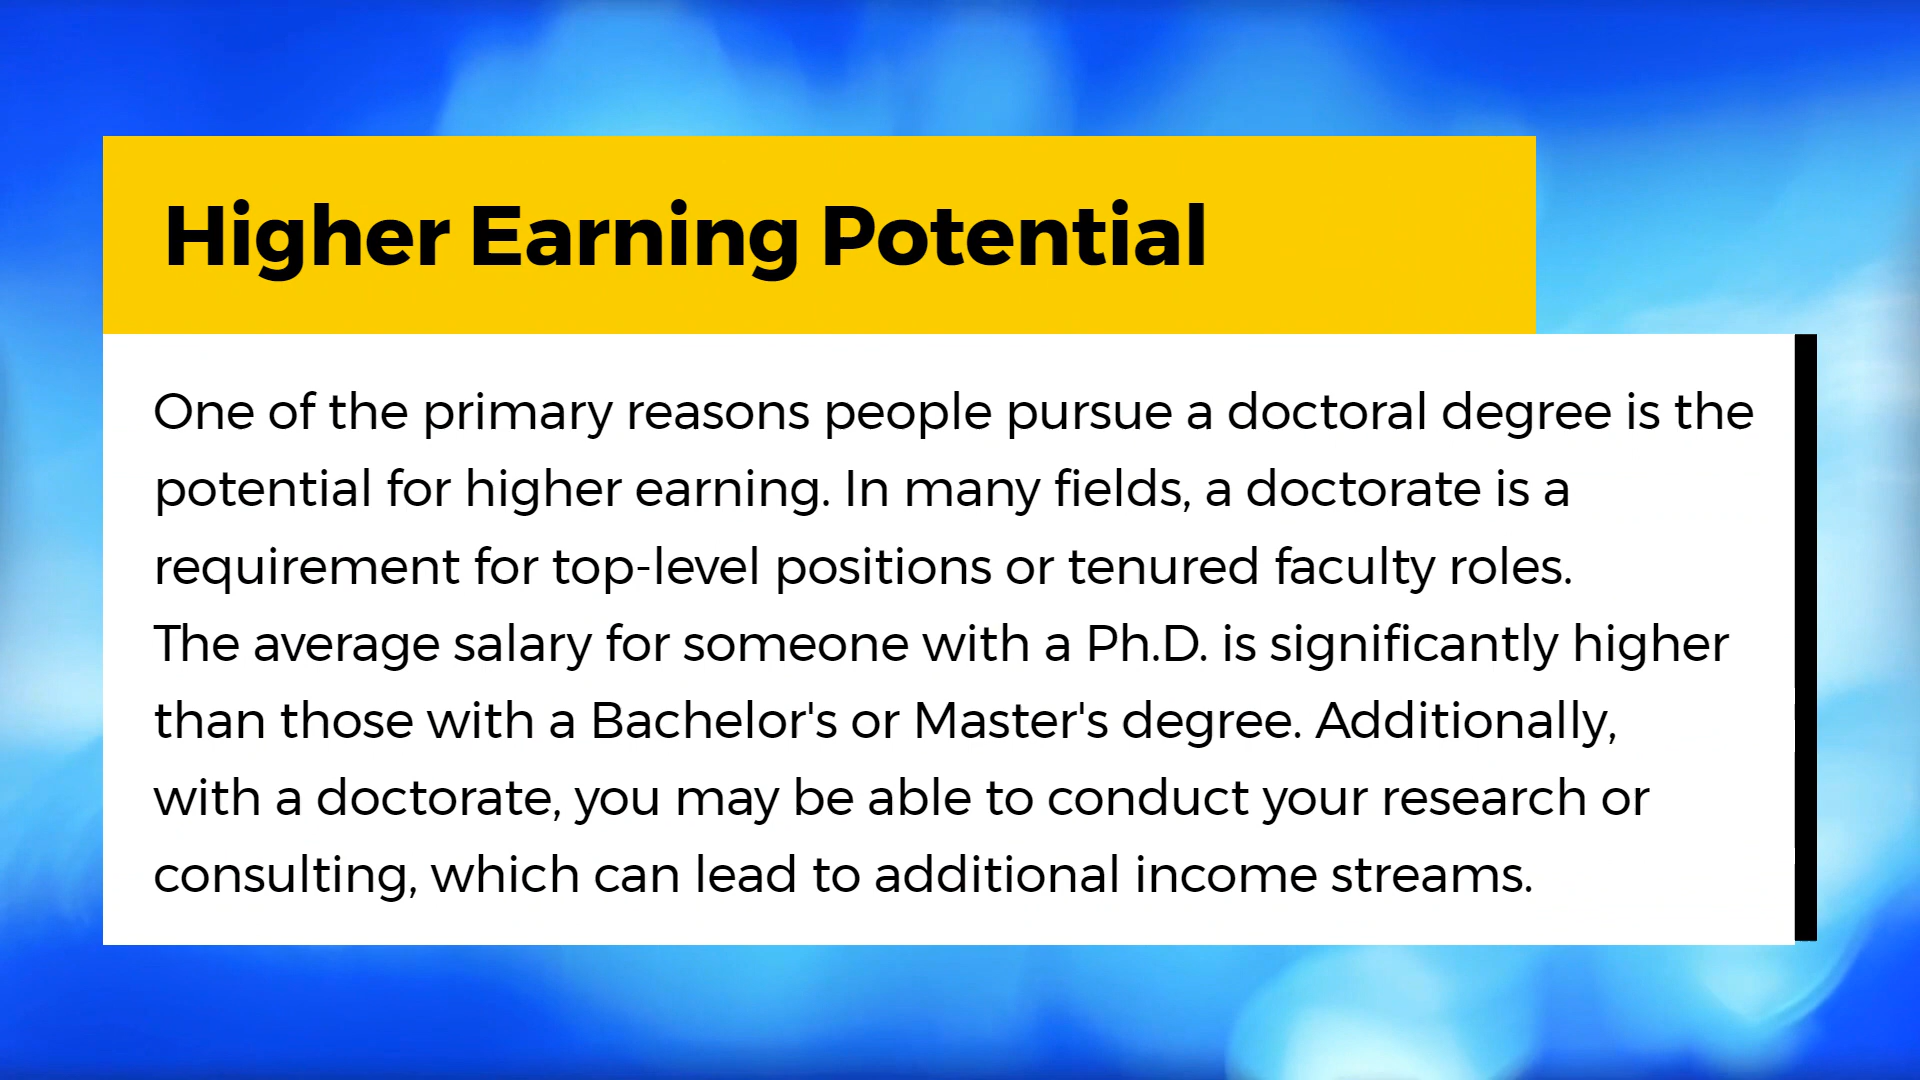 Higher Earning Potential
One of the primary reasons people pursue a doctoral degree is the
potential for higher earning. In many fields, a doctorate is a
requirement for top-level positions or tenured faculty roles.
The average salary for someone with a Ph.D. is significantly higher
than those with a Bachelor's or Master's degree. Additionally,
with a doctorate, you may be able to conduct your research or
consulting, which can lead to additional income streams.